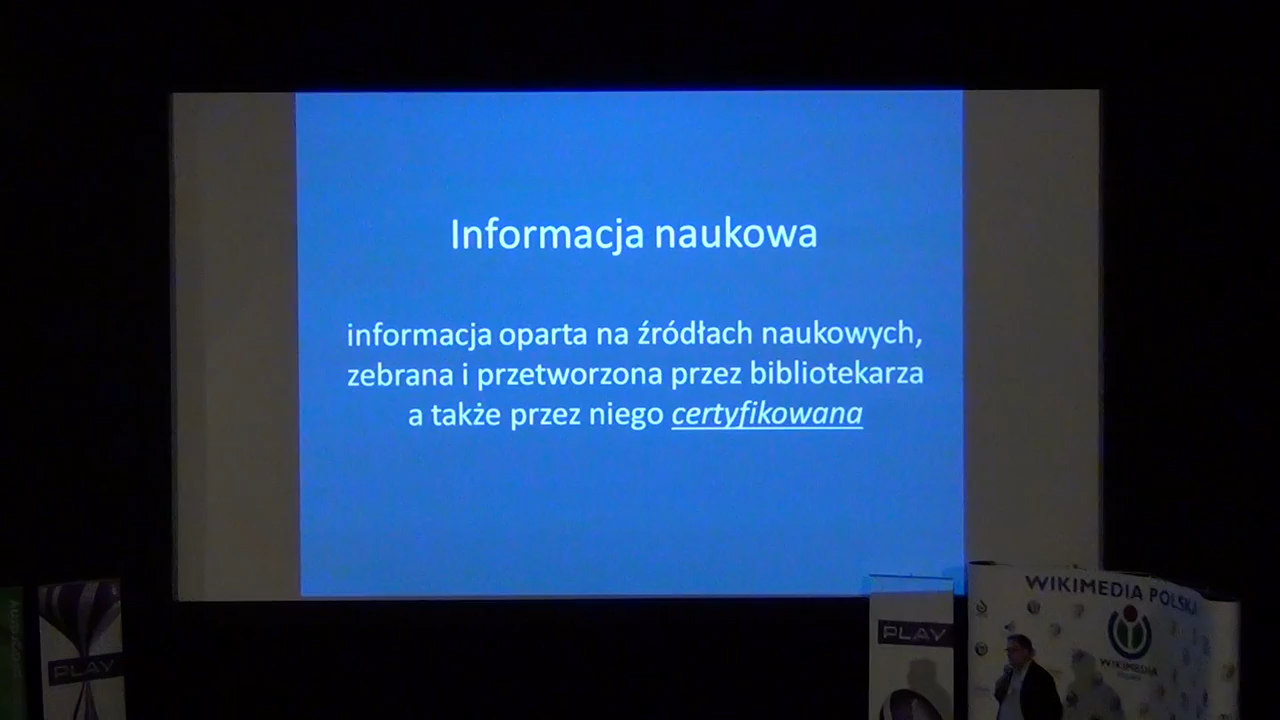 Informacja naukowa
informacja oparta na źródłach naukowych,
zebrana i przetworzona przez bibliotekarza
a także przez niego certyfikowana
WIKIMEDIA POLSKA
PLAY
WIKIMEDIA
PLAY